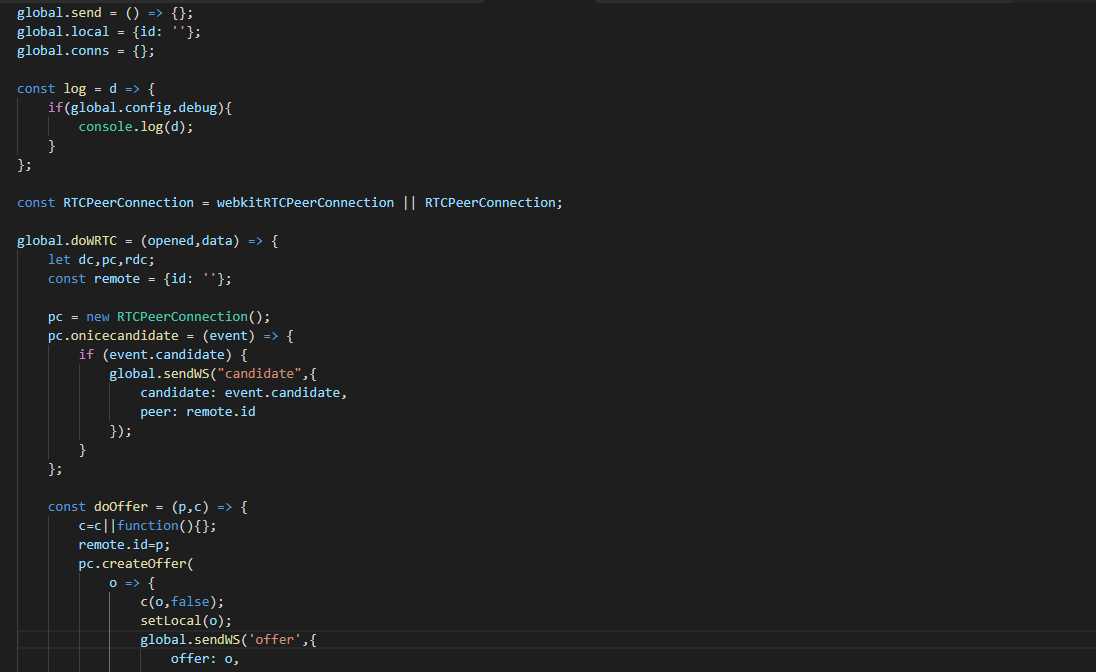 global.send = () => {};
global.local = {id: ''};
global.conns = {};
const log = d => {
if(global.config.debug){
console.log(d);
}
};
const RTCPeerConnection = webkitRTCPeerConnection || RTCPeerConnection;
global.doWRTC = (opened,data) => {
let dc,pc,rdc;
const remote = {id: ''};
pc = new RTCPeerConnection();
pc.onicecandidate = (event) => {
if (event.candidate) {
global.sendWS("candidate",{
candidate: event.candidate,
peer: remote.id
});
}
};
const doOffer = (p,c) => {
c=c||function(){};
remote.id=p;
pc.createOffer(
o => {
c(o,false);
setLocal(o);
global.sendWS('offer',{
offer: o,